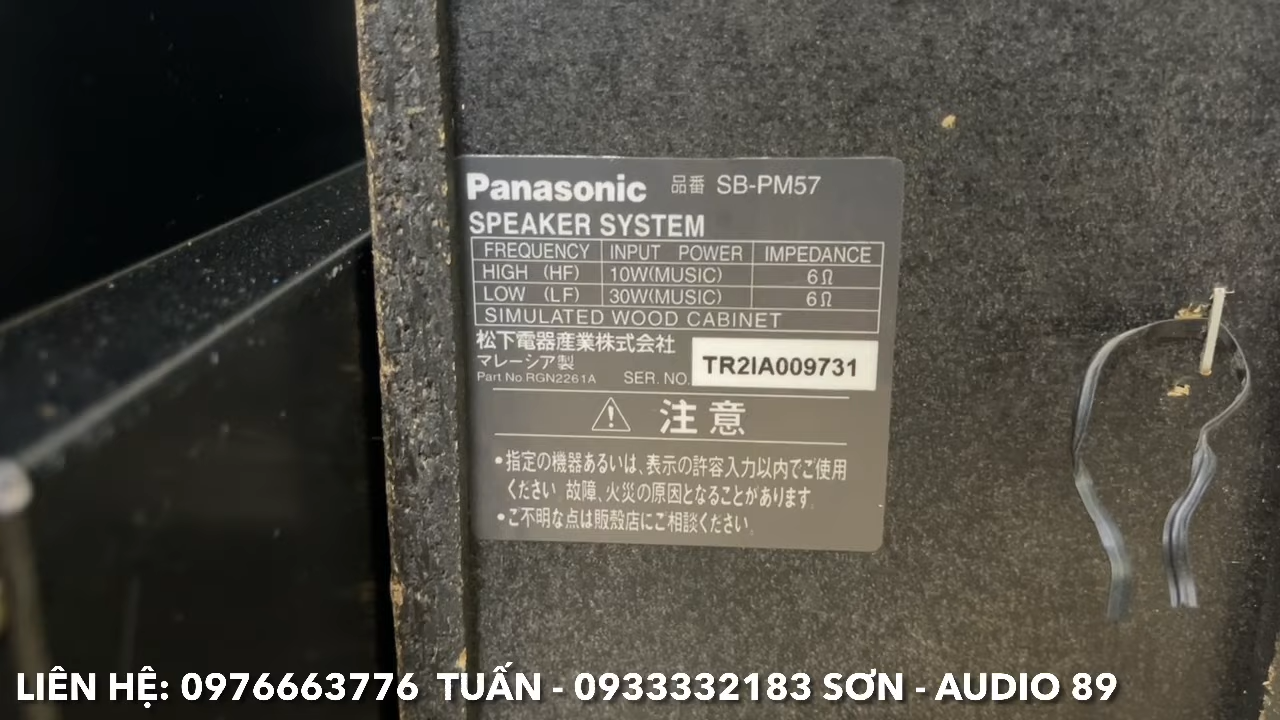 Panasonic 品番 SB-PM57
SPEAKER SYSTEM
FREQUENCY INPUT POWER IMPEDANCE
HIGH (HF) 10W(MUSIC) 6Ω
LOW (LF) 30W(MUSIC) 6Ω
SIMULATED WOOD CABINET
松下電器産業株式会社
マレーシア製
Part No.RGN2261A SER. NO. TR2IA009731
注意
•指定の機器あるいは、表示の許容入力以内でご使用
ください 故障、火災の原因となることがあります。
•ご不明な点は販売店にご相談ください。
LIÊN HỆ: 0976663776 TUẤN - 0933332183 SƠN - AUDIO 89